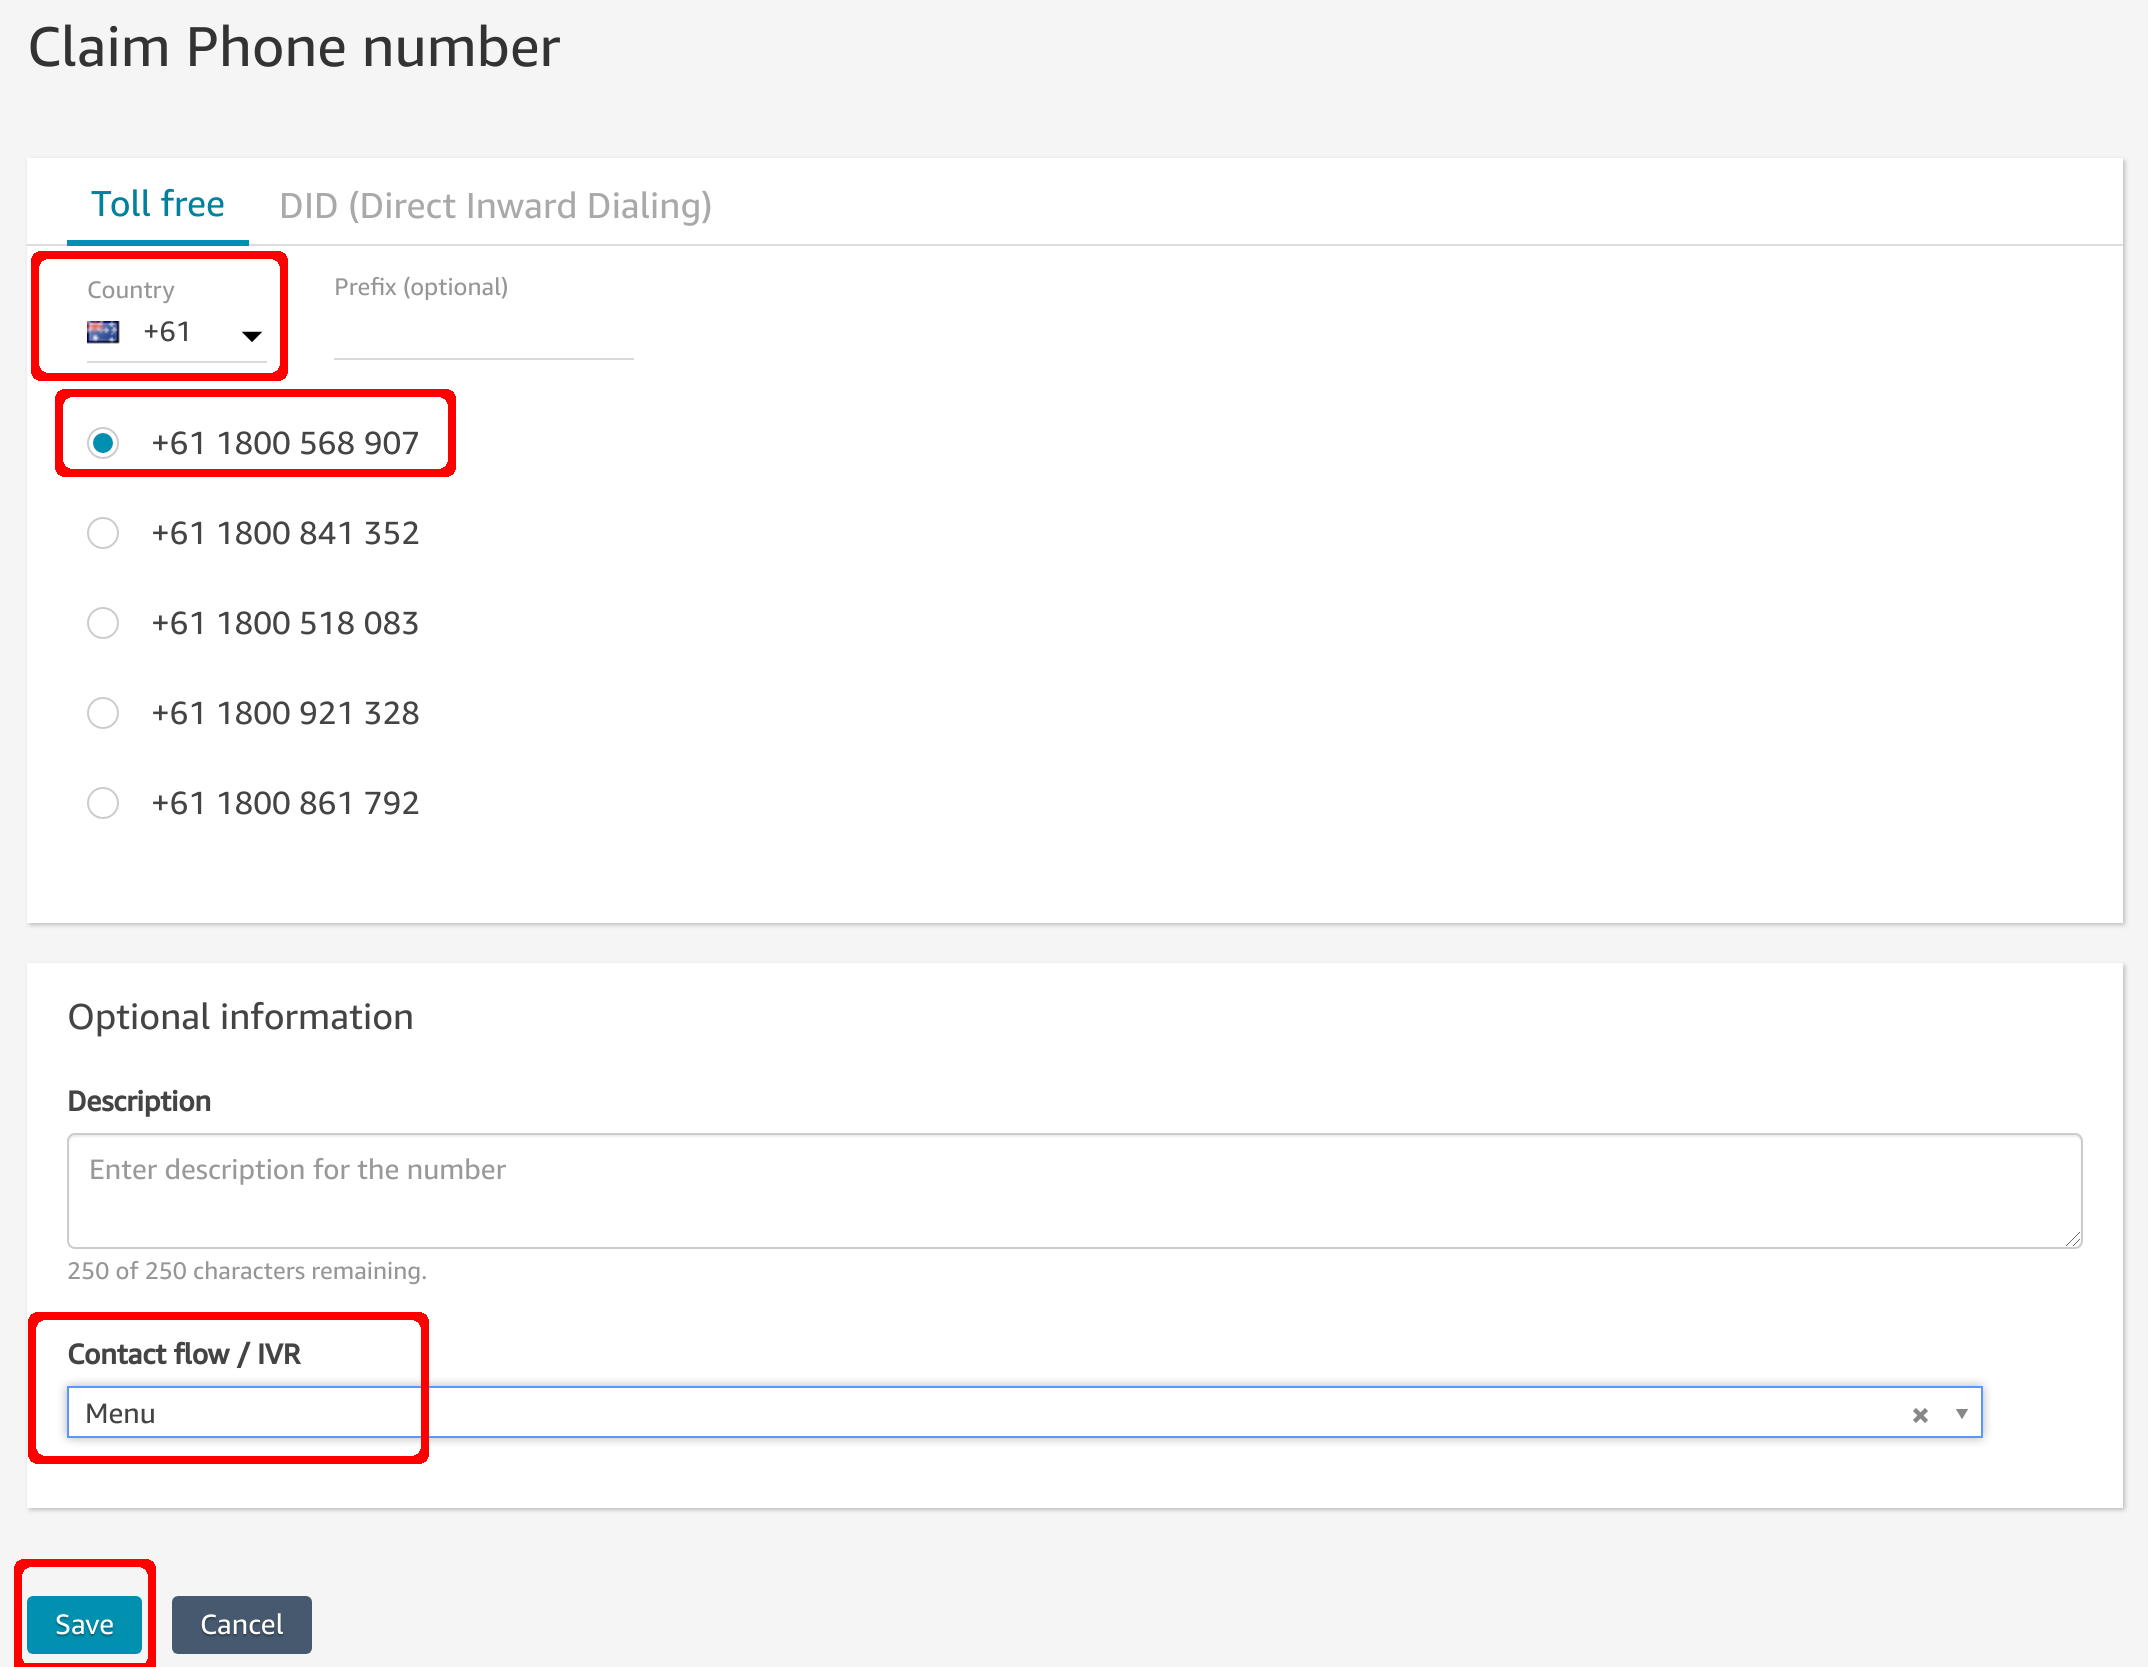 Claim Phone number
Toll free DID (Direct Inward Dialing)
Country Prefix (optional)
+61
+61 1800 568 907
+61 1800 841 352
+61 1800 518 083
+61 1800 921 328
+61 1800 861 792
Optional information
Description
Enter description for the number
250 of 250 characters remaining.
Contact flow / IVR
Menu
Save Cancel